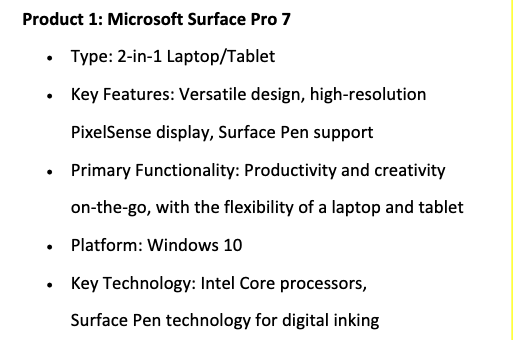 Product 1: Microsoft Surface Pro 7
• Type: 2-in-1 Laptop/Tablet
• Key Features: Versatile design, high-resolution
PixelSense display, Surface Pen support
• Primary Functionality: Productivity and creativity
on-the-go, with the flexibility of a laptop and tablet
• Platform: Windows 10
• Key Technology: Intel Core processors,
Surface Pen technology for digital inking